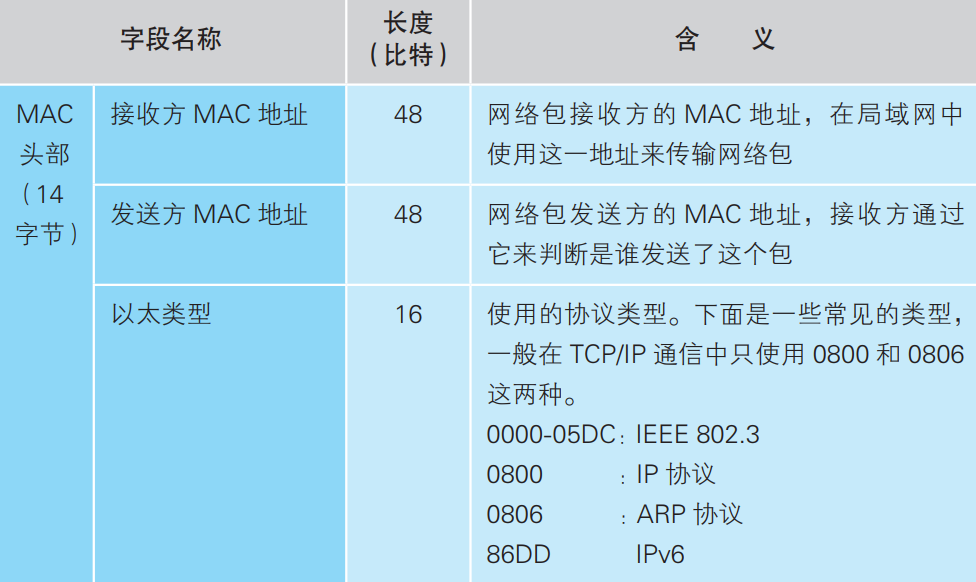 字段名称
长度
（比特）
含 义
MAC
头部
（14
字节）
接收方 MAC 地址
48
网络包接收方的 MAC 地址，在局域网中
使用这一地址来传输网络包
发送方 MAC 地址
48
网络包发送方的 MAC 地址，接收方通过
它来判断是谁发送了这个包
以太类型
16
使用的协议类型。下面是一些常见的类型，
一般在 TCP/IP 通信中只使用 0800 和 0806
这两种。
0000-05DC：IEEE 802.3
0800 ：IP 协议
0806 ：ARP 协议
86DD IPv6